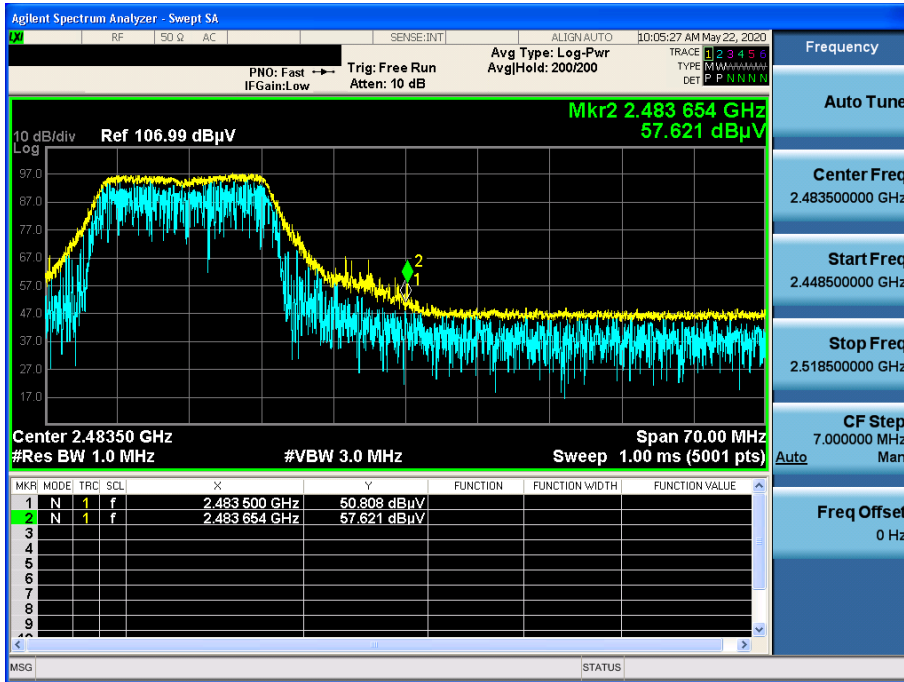 Agilent Spectrum Analyzer - Swept SA
LXI RF 50 Ω AC SENSE:INT ALIGN AUTO 10:05:27 AM May 22, 2020
PNO: Fast
IFGain:Low
Trig: Free Run
Atten: 10 dB
Avg Type: Log-Pwr
Avg|Hold: 200/200
TRACE 1 2 3 4 5 6
TYPE M
DET P P N N N N
Mkr2 2.483 654 GHz
57.621 dBµV
10 dB/div Ref 106.99 dBµV
Log
97.0
87.0
77.0
67.0
57.0
47.0
37.0
27.0
17.0
2
1
Center 2.48350 GHz Span 70.00 MHz
#Res BW 1.0 MHz #VBW 3.0 MHz Sweep 1.00 ms (5001 pts)
MKR MODE TRC SCL X Y FUNCTION FUNCTION WIDTH FUNCTION VALUE
1 N 1 f 2.483 500 GHz 50.808 dBµV
2 N 1 f 2.483 654 GHz 57.621 dBµV
3
4
5
6
7
8
9
MSG STATUS
Frequency
Auto Tune
Center Freq
2.483500000 GHz
Start Freq
2.448500000 GHz
Stop Freq
2.518500000 GHz
CF Step
7.000000 MHz
Auto Man
Freq Offset
0 Hz